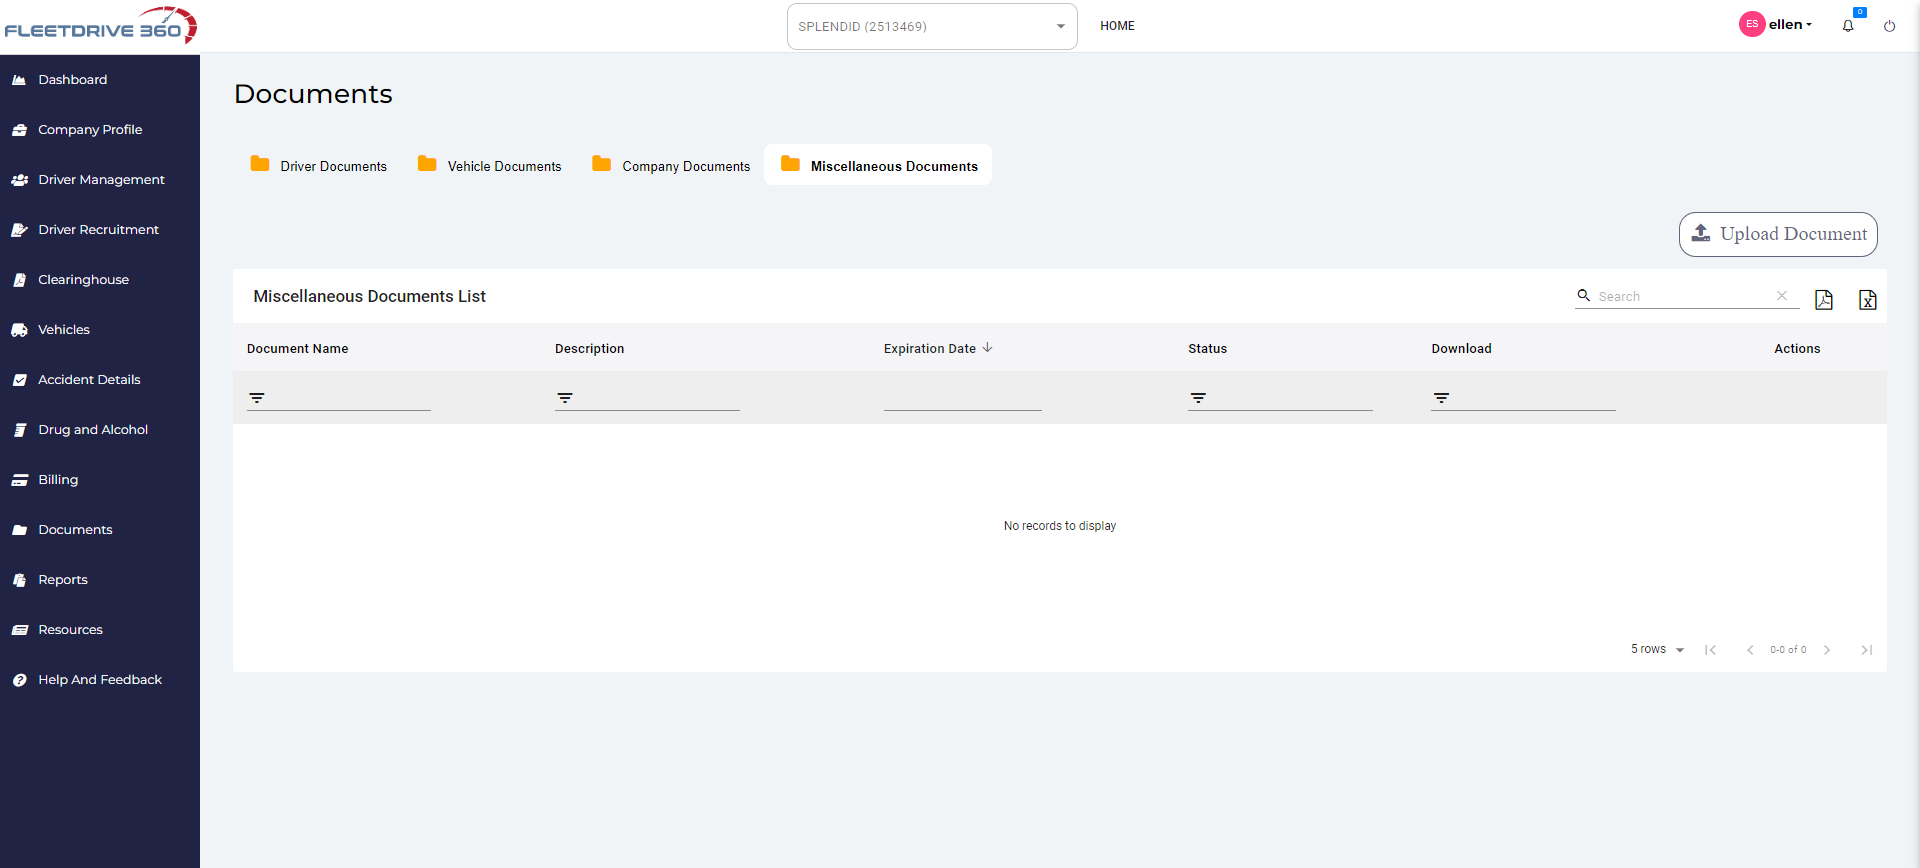 FLEETDRIVE 360
SPLENDID (2513469)
HOME
ES
ellen
0
Dashboard
Company Profile
Driver Management
Driver Recruitment
Clearinghouse
Vehicles
Accident Details
Drug and Alcohol
Billing
Documents
Reports
Resources
Help And Feedback
Documents
Driver Documents
Vehicle Documents
Company Documents
Miscellaneous Documents
Upload Document
Miscellaneous Documents List
Search
Document Name
Description
Expiration Date
Status
Download
Actions
No records to display
5 rows
0-0 of 0